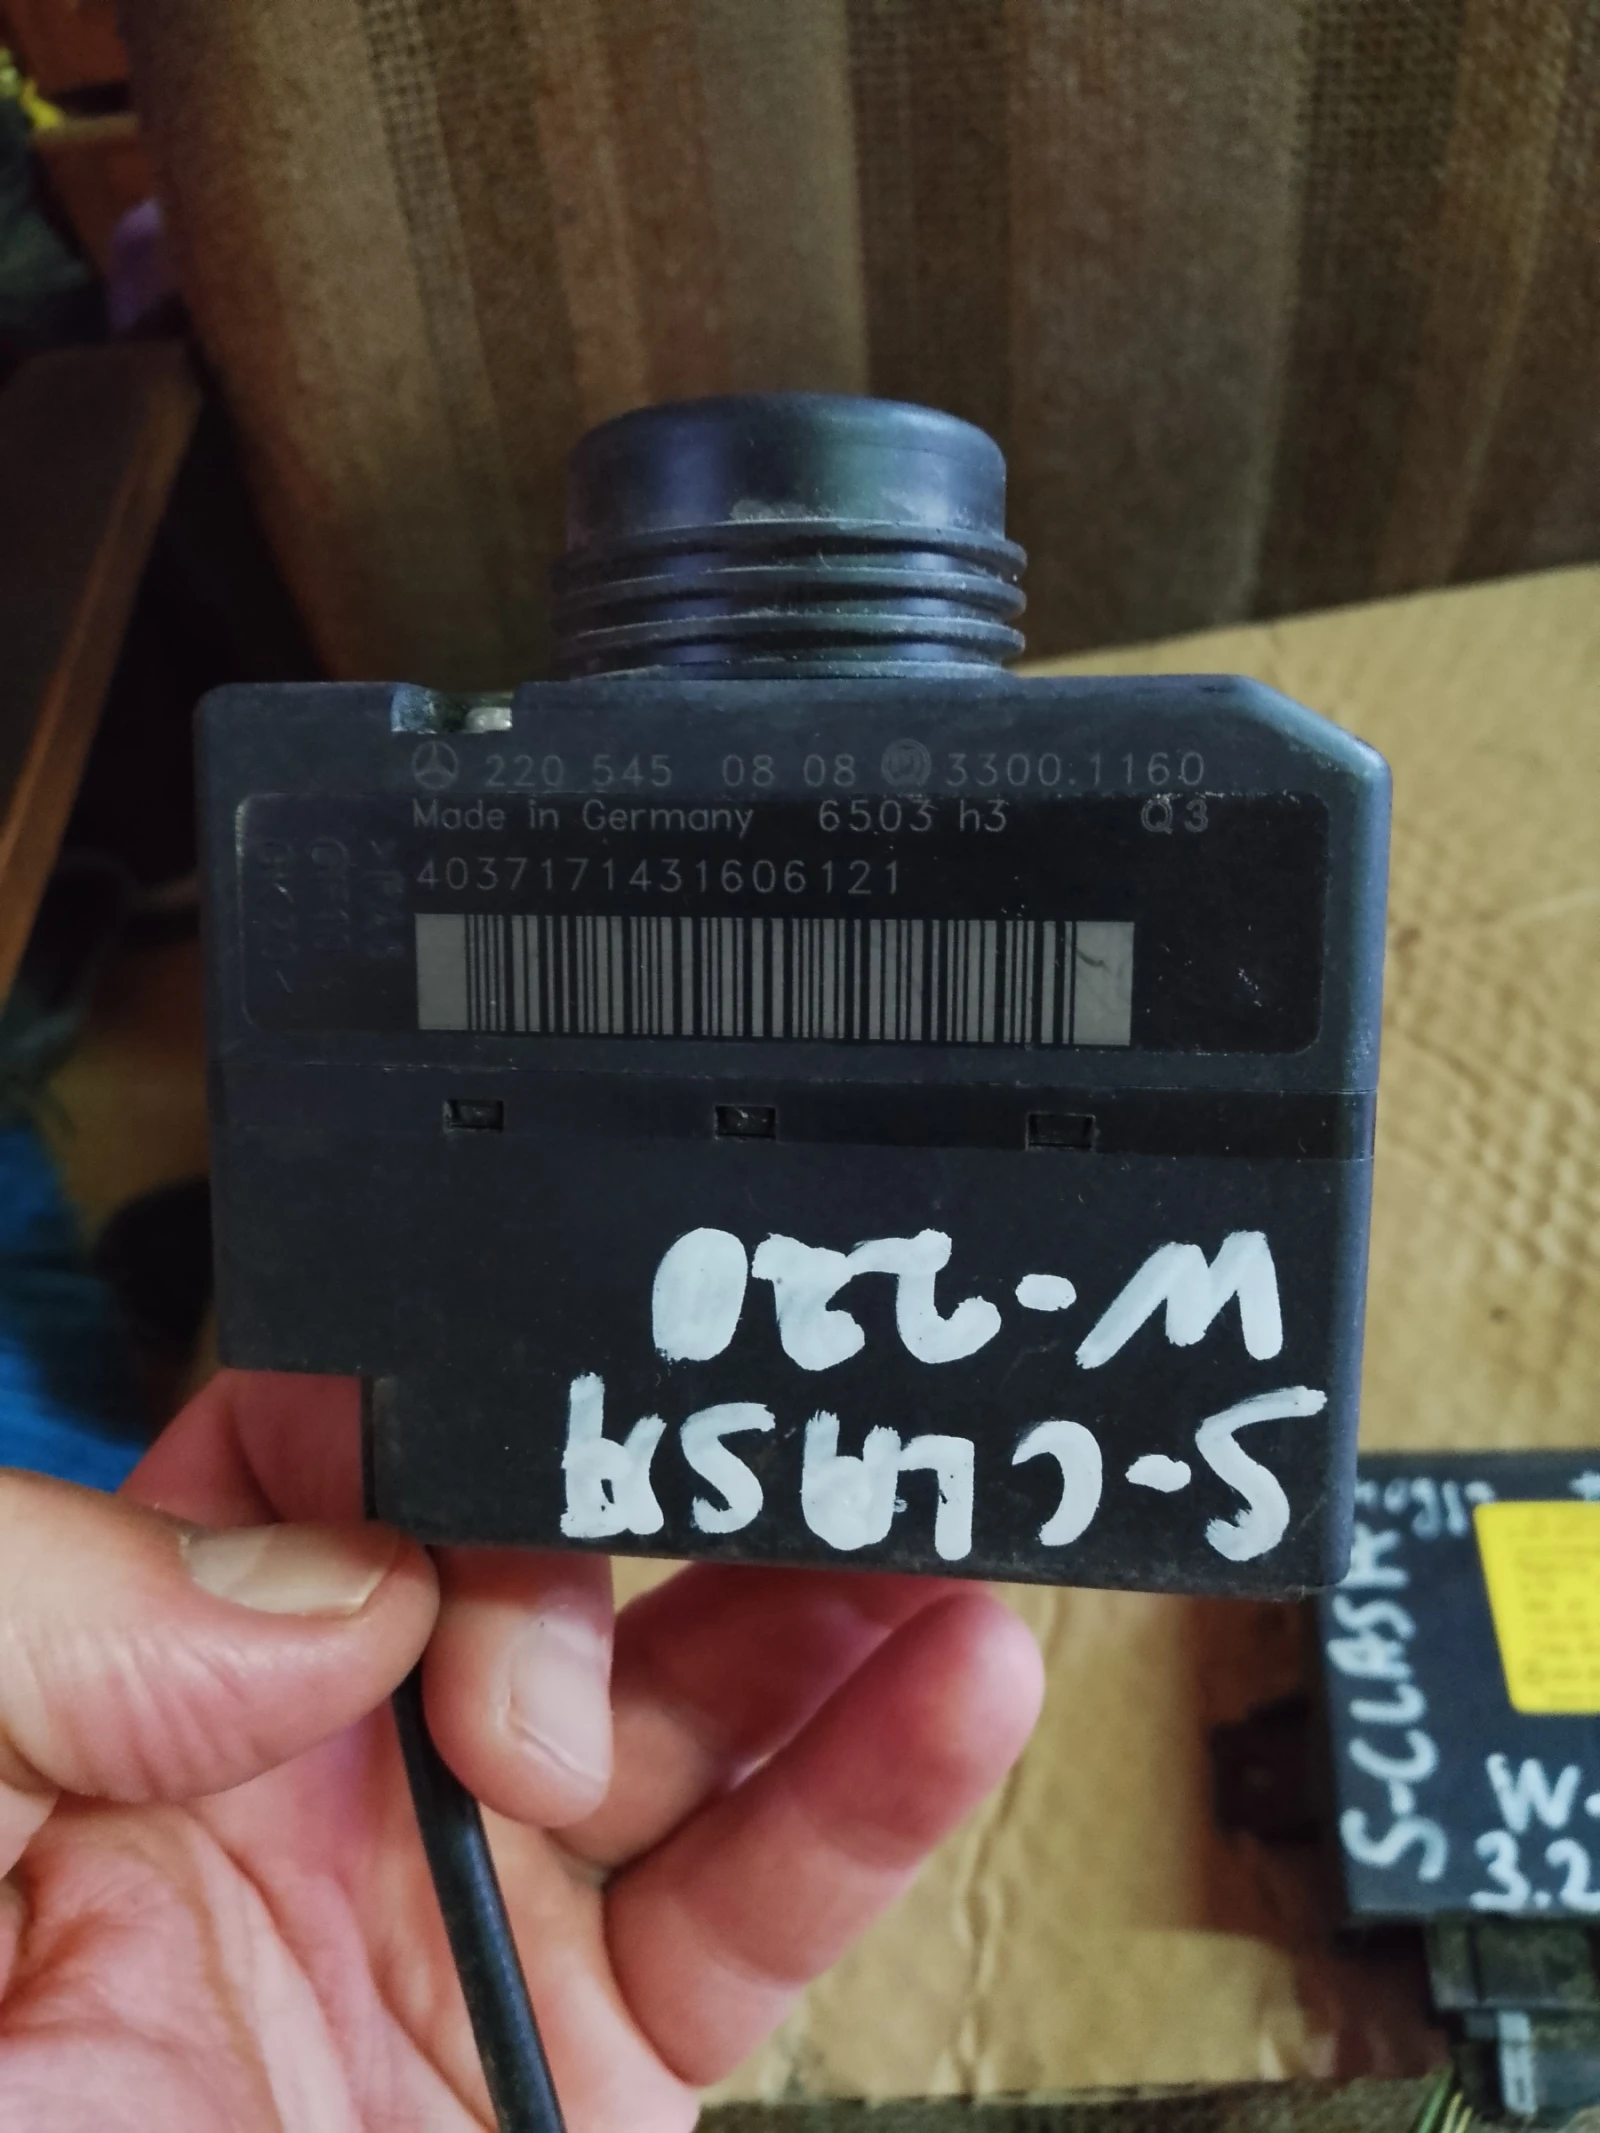 220 545 08 08 3300.1160
Made in Germany 6503 h3 Q3
4037171431606121
W-220
S-CLASA
S-CLASA
W-
3.2